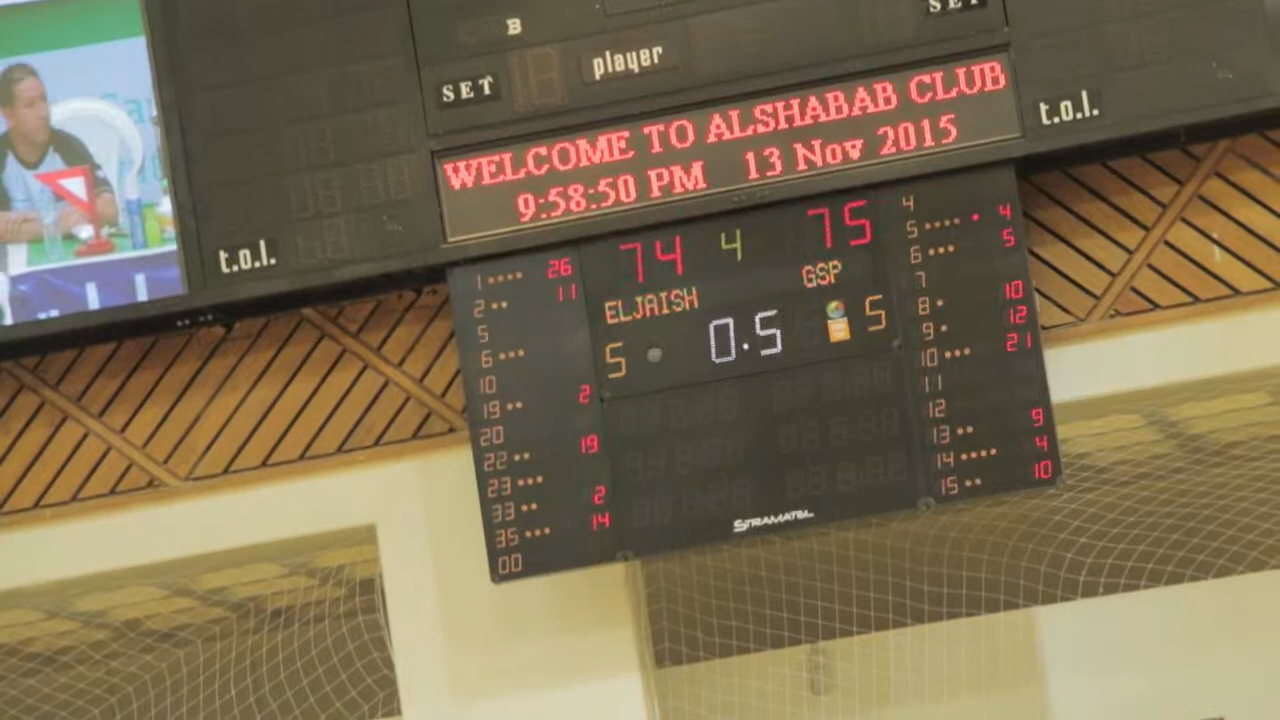 B
SET
player
SET
WELCOME TO ALSHABAB CLUB
9:58:50 PM 13 Nov 2015
t.o.l.
t.o.l.
74 4 75
ELJAISH GSP
5 0.5 5
1•••• 26
2•• 11
5
6•••
10
19•• 2
20
22•• 19
23•••
33•• 2
35••• 14
00
4
5•••• • 4
6••• 5
7
8• 10
9• 12
10••• 21
11
12
13•• 9
14•••• 4
15•• 10
STRAMATEL